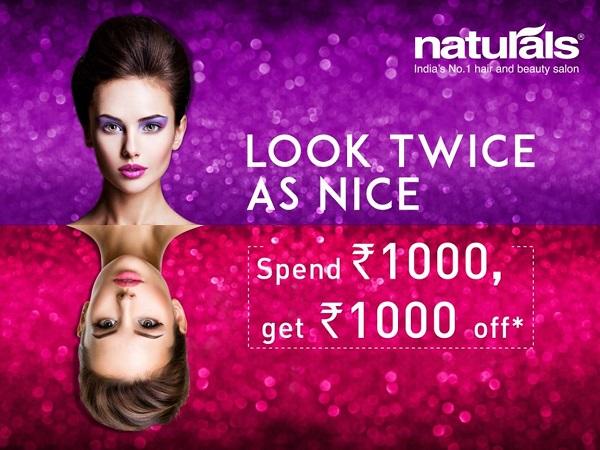 naturals®
India's No.1 hair and beauty salon
LOOK TWICE
AS NICE
Spend ₹1000,
get ₹1000 off*